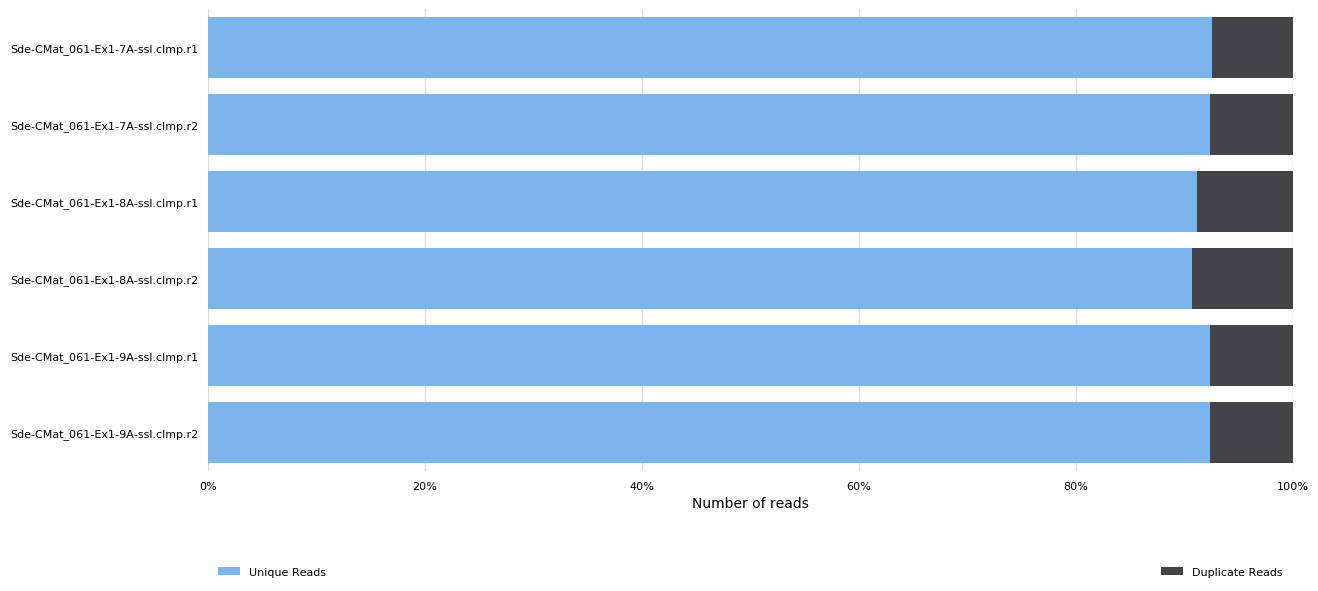 Sde-CMat_061-Ex1-7A-ssl.clmp.r1
Sde-CMat_061-Ex1-7A-ssl.clmp.r2
Sde-CMat_061-Ex1-8A-ssl.clmp.r1
Sde-CMat_061-Ex1-8A-ssl.clmp.r2
Sde-CMat_061-Ex1-9A-ssl.clmp.r1
Sde-CMat_061-Ex1-9A-ssl.clmp.r2
0% 20% 40% 60% 80% 100%
Number of reads
Unique Reads Duplicate Reads